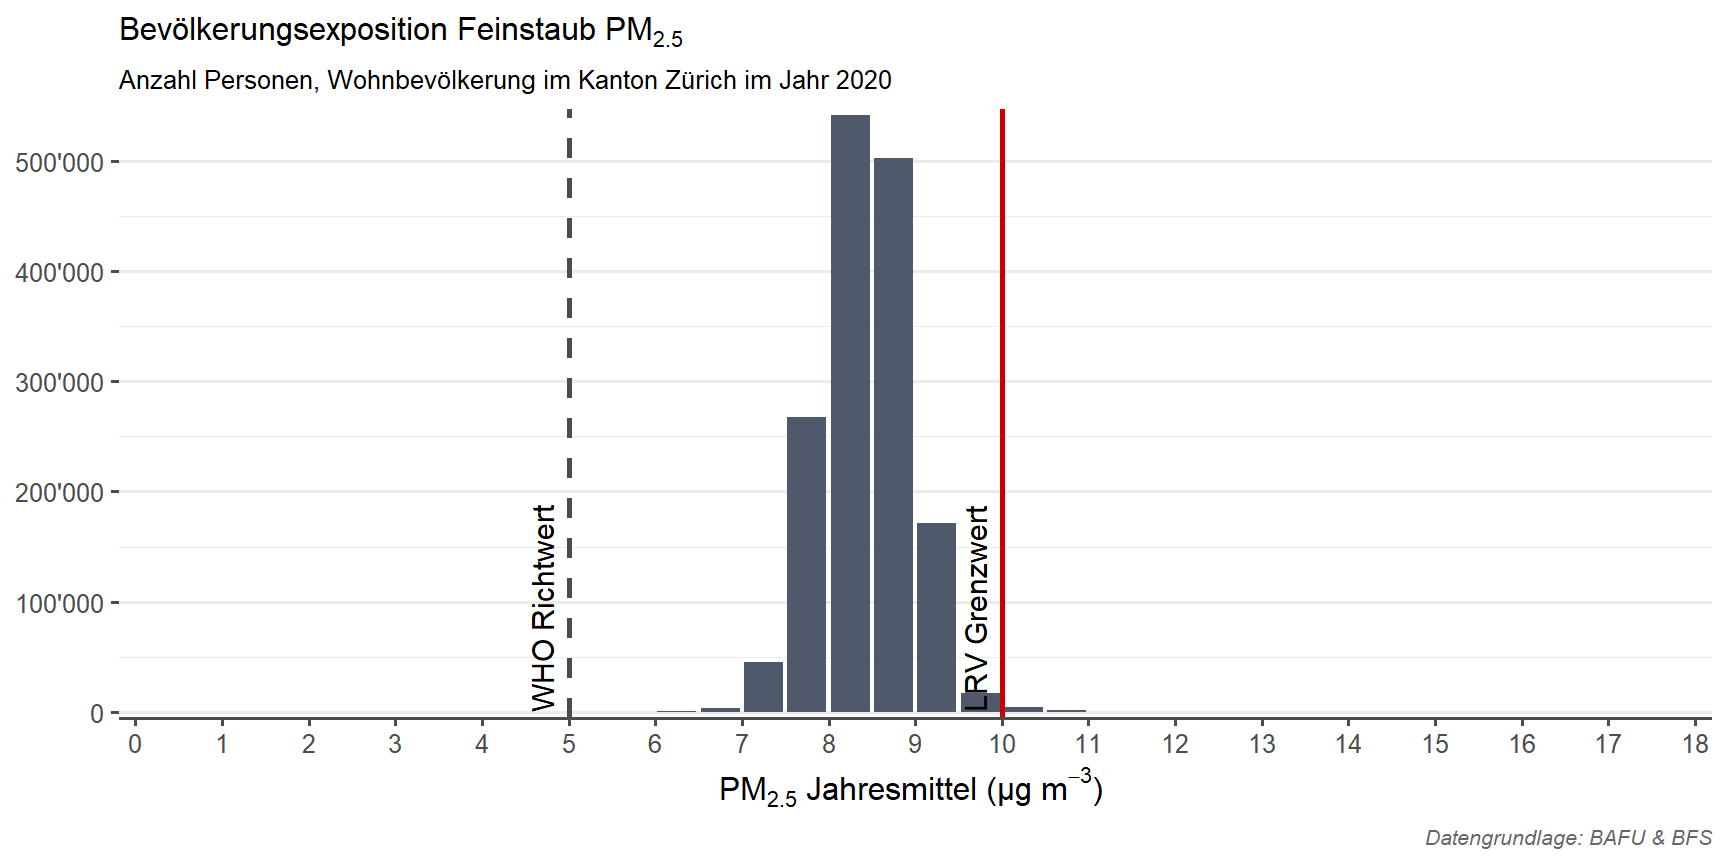 Bevölkerungsexposition Feinstaub PM2.5
Anzahl Personen, Wohnbevölkerung im Kanton Zürich im Jahr 2020
500'000
400'000
300'000
200'000
100'000
0
WHO Richtwert
LRV Grenzwert
0 1 2 3 4 5 6 7 8 9 10 11 12 13 14 15 16 17 18
PM2.5 Jahresmittel (µg m−3)
Datengrundlage: BAFU & BFS